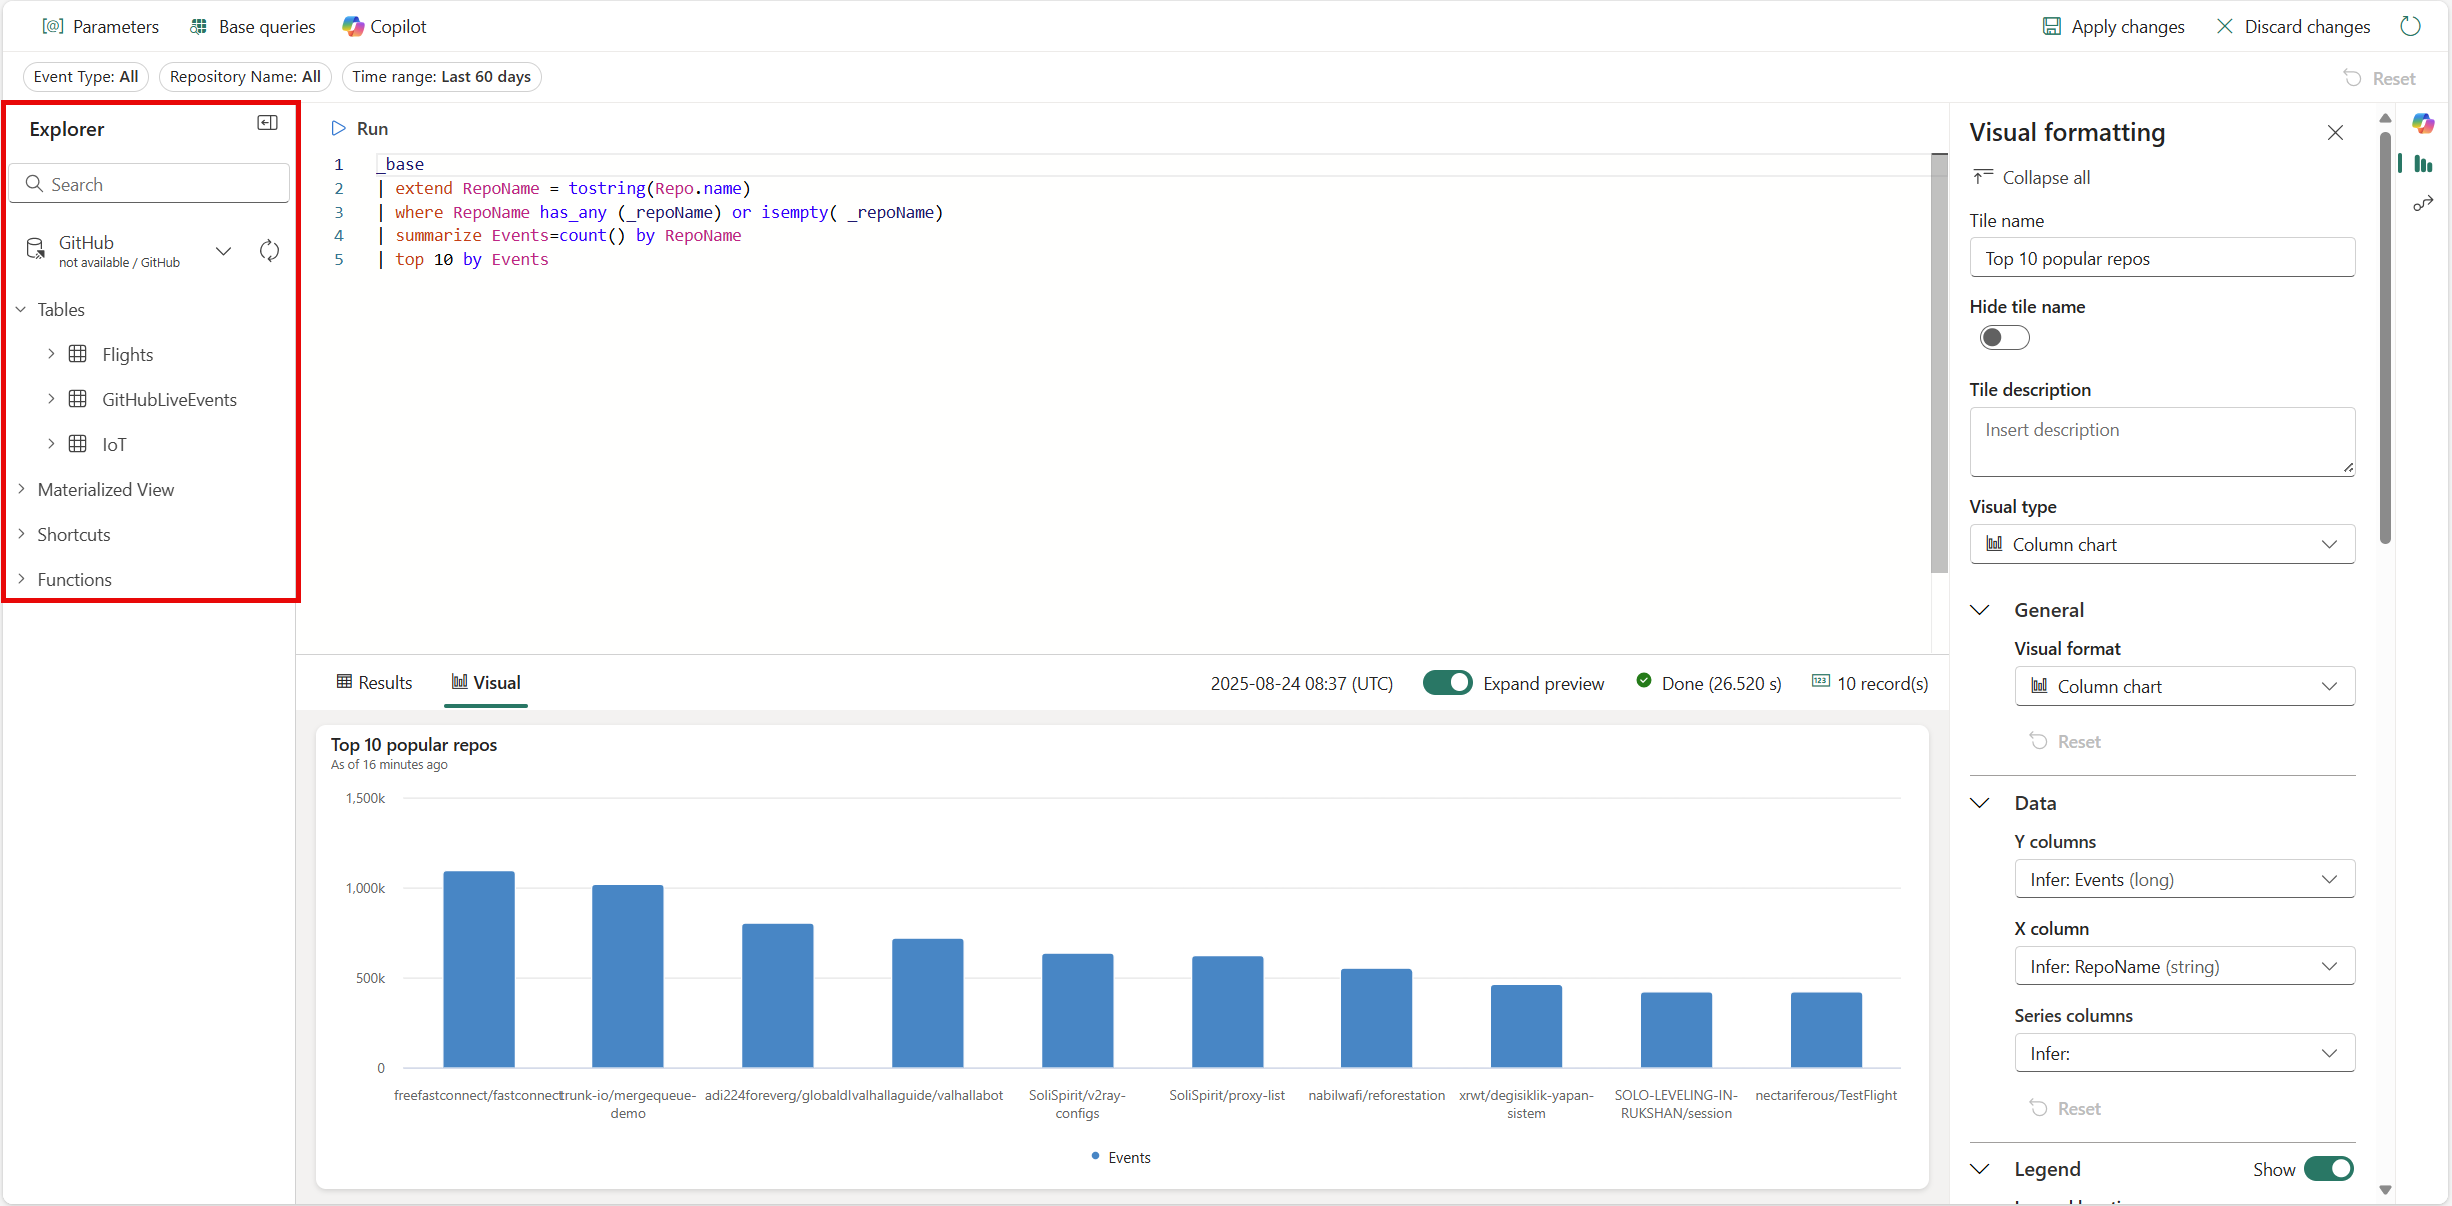 Parameters
Base queries
Copilot
Apply changes
Discard changes
Event Type: All
Repository Name: All
Time range: Last 60 days
Reset
Explorer
Search
GitHub
not available / GitHub
Tables
Flights
GitHubLiveEvents
IoT
Materialized View
Shortcuts
Functions
Run
1 _base
2 | extend RepoName = tostring(Repo.name)
3 | where RepoName has_any (_repoName) or isempty( _repoName)
4 | summarize Events=count() by RepoName
5 | top 10 by Events
Results
Visual
2025-08-24 08:37 (UTC)
Expand preview
Done (26.520 s)
123
10 record(s)
Top 10 popular repos
As of 16 minutes ago
1,500k
1,000k
500k
0
freefastconnect/fastconnect
trunk-io/mergequeue-
demo
adi224foreverg/globaldl
valhallaguide/valhallabot
SoliSpirit/v2ray-
configs
SoliSpirit/proxy-list
nabilwafi/reforestation
xrwt/degisiklik-yapan-
sistem
SOLO-LEVELING-IN-
RUKSHAN/session
nectariferous/TestFlight
Events
Visual formatting
Collapse all
Tile name
Top 10 popular repos
Hide tile name
Tile description
Insert description
Visual type
Column chart
General
Visual format
Column chart
Reset
Data
Y columns
Infer: Events (long)
X column
Infer: RepoName (string)
Series columns
Infer:
Reset
Legend
Show